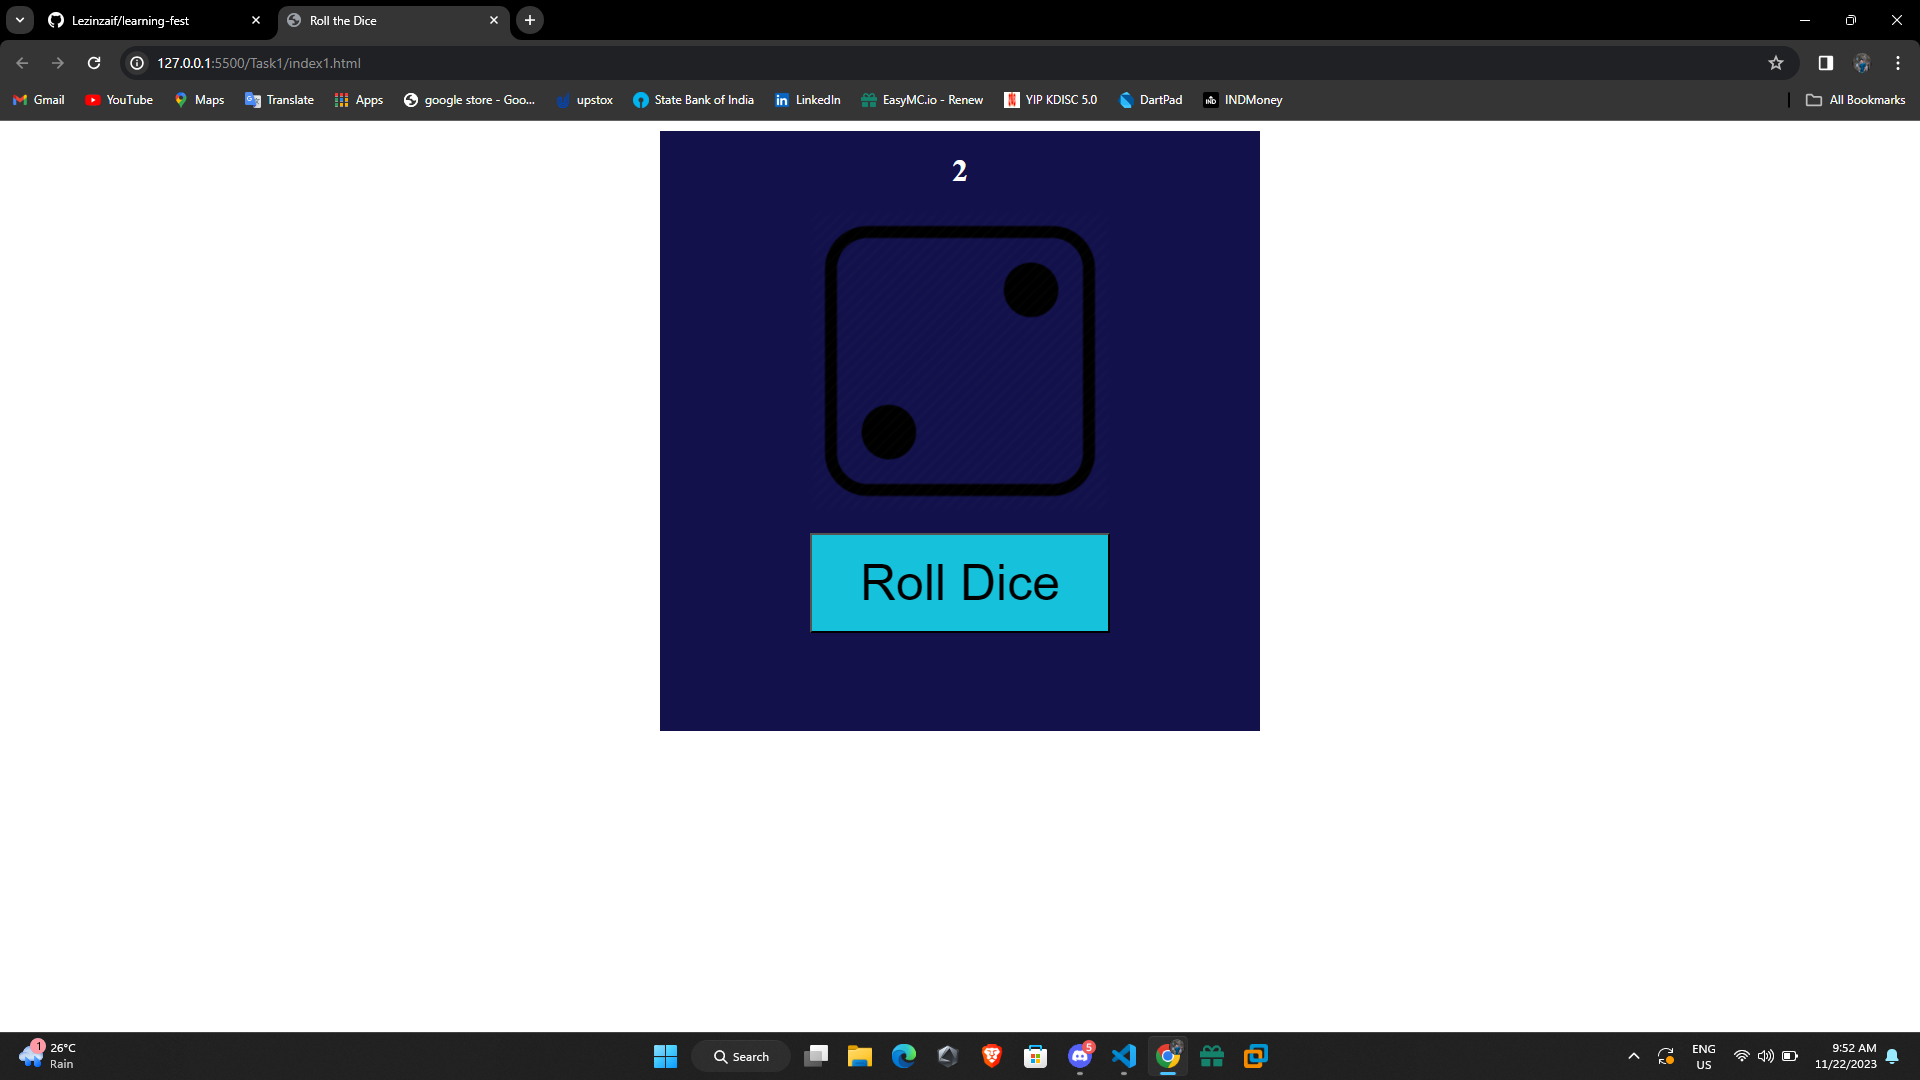 Lezinzaif/learning-fest
Roll the Dice
127.0.0.1:5500/Task1/index1.html
Gmail
YouTube
Maps
Translate
Apps
google store - Goo...
upstox
State Bank of India
LinkedIn
EasyMC.io - Renew
YIP KDISC 5.0
DartPad
IND
INDMoney
All Bookmarks
2
Roll Dice
1
26°C
Rain
Search
5
ENG
US
9:52 AM
11/22/2023